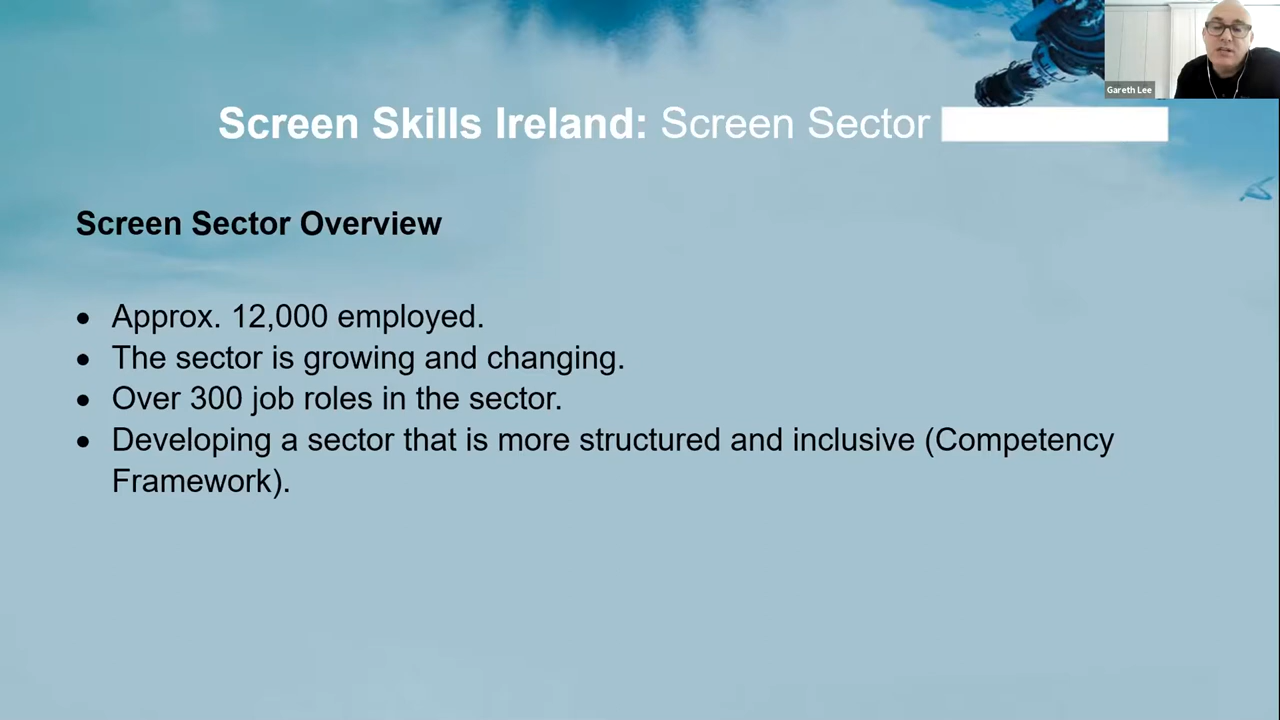 Gareth Lee
Screen Skills Ireland: Screen Sector
Screen Sector Overview
• Approx. 12,000 employed.
• The sector is growing and changing.
• Over 300 job roles in the sector.
• Developing a sector that is more structured and inclusive (Competency
Framework).